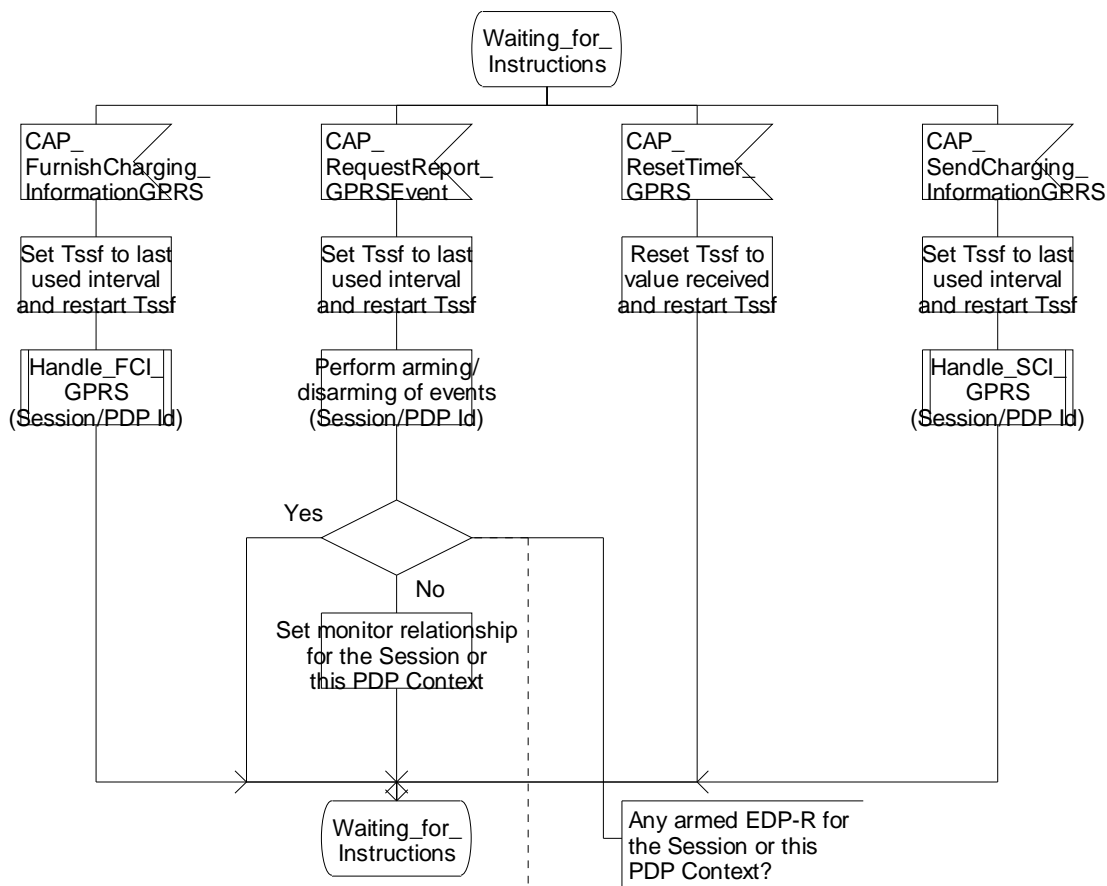 Waiting_for_
Instructions
CAP_
FurnishCharging_
InformationGPRS
CAP_
RequestReport_
GPRSEvent
CAP_
ResetTimer_
GPRS
CAP_
SendCharging_
InformationGPRS
Set Tssf to last
used interval
and restart Tssf
Set Tssf to last
used interval
and restart Tssf
Reset Tssf to
value received
and restart Tssf
Set Tssf to last
used interval
and restart Tssf
Handle_FCI_
GPRS
(Session/PDP Id)
Perform arming/
disarming of events
(Session/PDP Id)
Handle_SCI_
GPRS
(Session/PDP Id)
Yes
No
Set monitor relationship
for the Session or
this PDP Context
Waiting_for_
Instructions
Any armed EDP-R for
the Session or this
PDP Context?